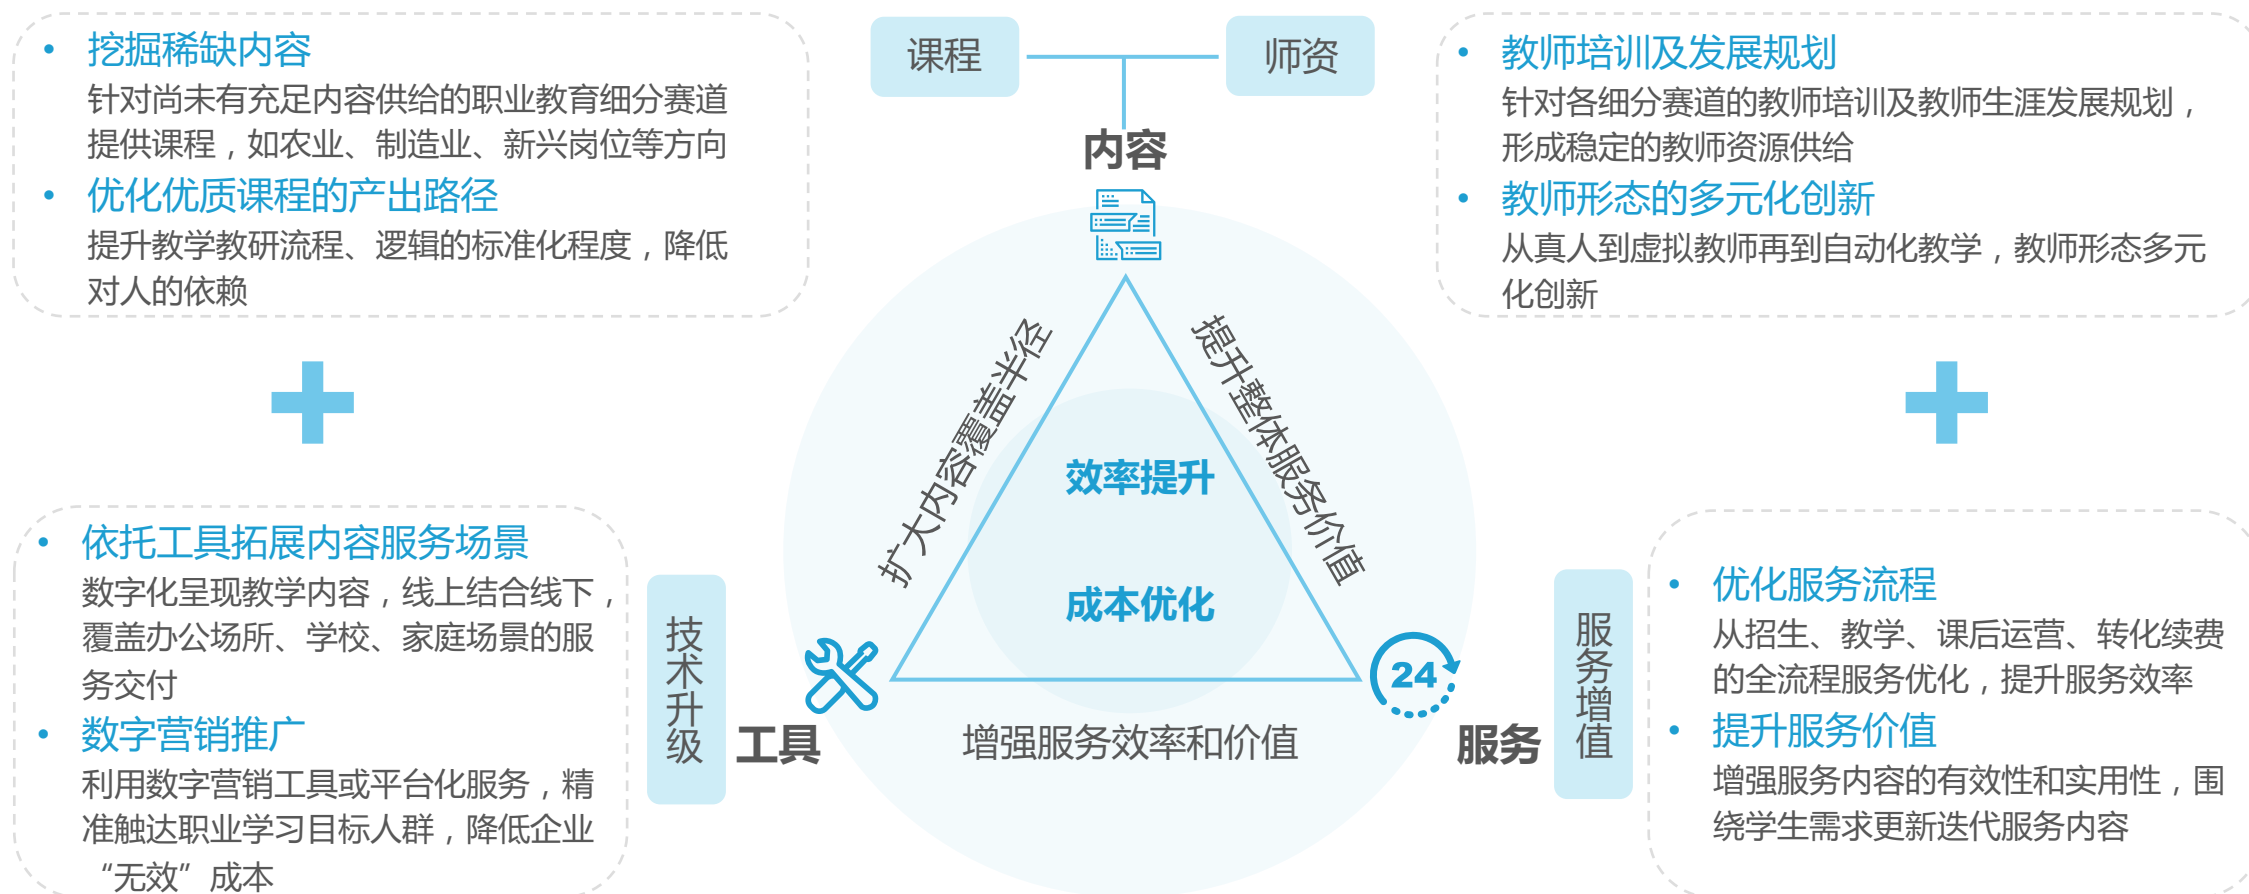 • 挖掘稀缺内容
针对尚未有充足内容供给的职业教育细分赛道
提供课程，如农业、制造业、新兴岗位等方向
• 优化优质课程的产出路径
提升教学教研流程、逻辑的标准化程度，降低
对人的依赖
课程
师资
内容
• 教师培训及发展规划
针对各细分赛道的教师培训及教师生涯发展规划，
形成稳定的教师资源供给
• 教师形态的多元化创新
从真人到虚拟教师再到自动化教学，教师形态多元
化创新
扩大内容覆盖半径
提升整体服务价值
效率提升
成本优化
• 依托工具拓展内容服务场景
数字化呈现教学内容，线上结合线下，
覆盖办公场所、学校、家庭场景的服
务交付
• 数字营销推广
利用数字营销工具或平台化服务，精
准触达职业学习目标人群，降低企业
“无效”成本
技术升级
工具
增强服务效率和价值
24
服务
服务增值
• 优化服务流程
从招生、教学、课后运营、转化续费
的全流程服务优化，提升服务效率
• 提升服务价值
增强服务内容的有效性和实用性，围
绕学生需求更新迭代服务内容